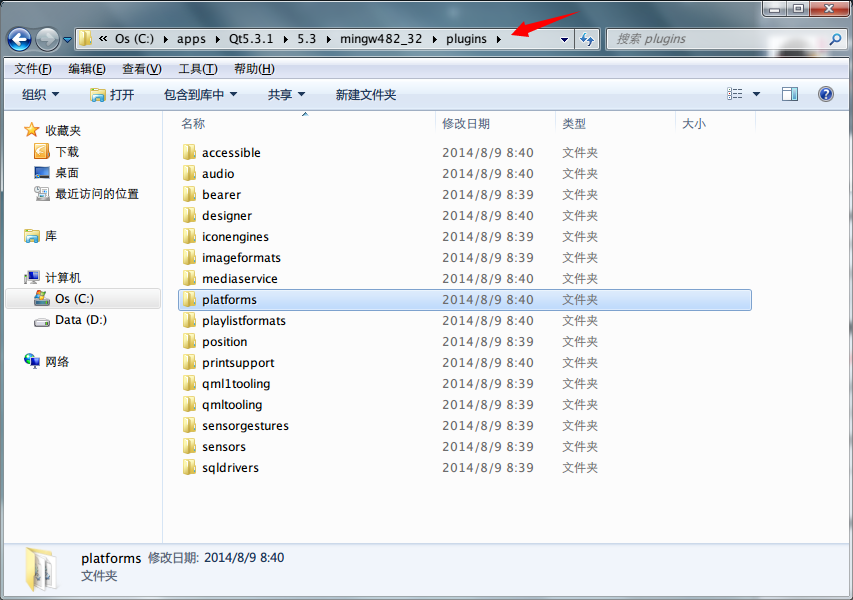 « Os (C:) ▸ apps ▸ Qt5.3.1 ▸ 5.3 ▸ mingw482_32 ▸ plugins ▸ 搜索 plugins
文件(F) 编辑(E) 查看(V) 工具(T) 帮助(H)
组织 打开 包含到库中 共享 新建文件夹
收藏夹
下载
桌面
最近访问的位置
库
计算机
Os (C:)
Data (D:)
网络
名称 修改日期 类型 大小
accessible 2014/8/9 8:40 文件夹
audio 2014/8/9 8:40 文件夹
bearer 2014/8/9 8:39 文件夹
designer 2014/8/9 8:40 文件夹
iconengines 2014/8/9 8:39 文件夹
imageformats 2014/8/9 8:39 文件夹
mediaservice 2014/8/9 8:40 文件夹
platforms 2014/8/9 8:40 文件夹
playlistformats 2014/8/9 8:40 文件夹
position 2014/8/9 8:39 文件夹
printsupport 2014/8/9 8:40 文件夹
qml1tooling 2014/8/9 8:39 文件夹
qmltooling 2014/8/9 8:39 文件夹
sensorgestures 2014/8/9 8:39 文件夹
sensors 2014/8/9 8:39 文件夹
sqldrivers 2014/8/9 8:39 文件夹
platforms 修改日期: 2014/8/9 8:40
文件夹